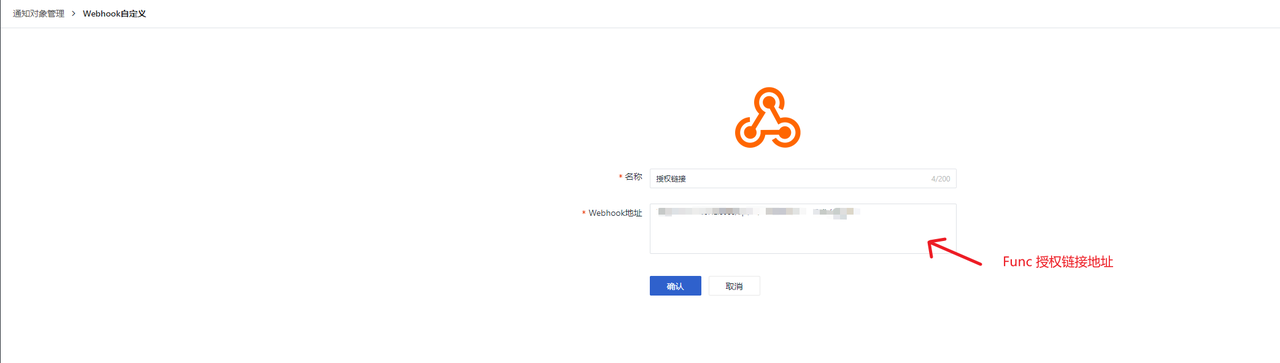 通知对象管理 > Webhook自定义
* 名称 授权链接 4/200
* Webhook地址
Func 授权链接地址
确认 取消